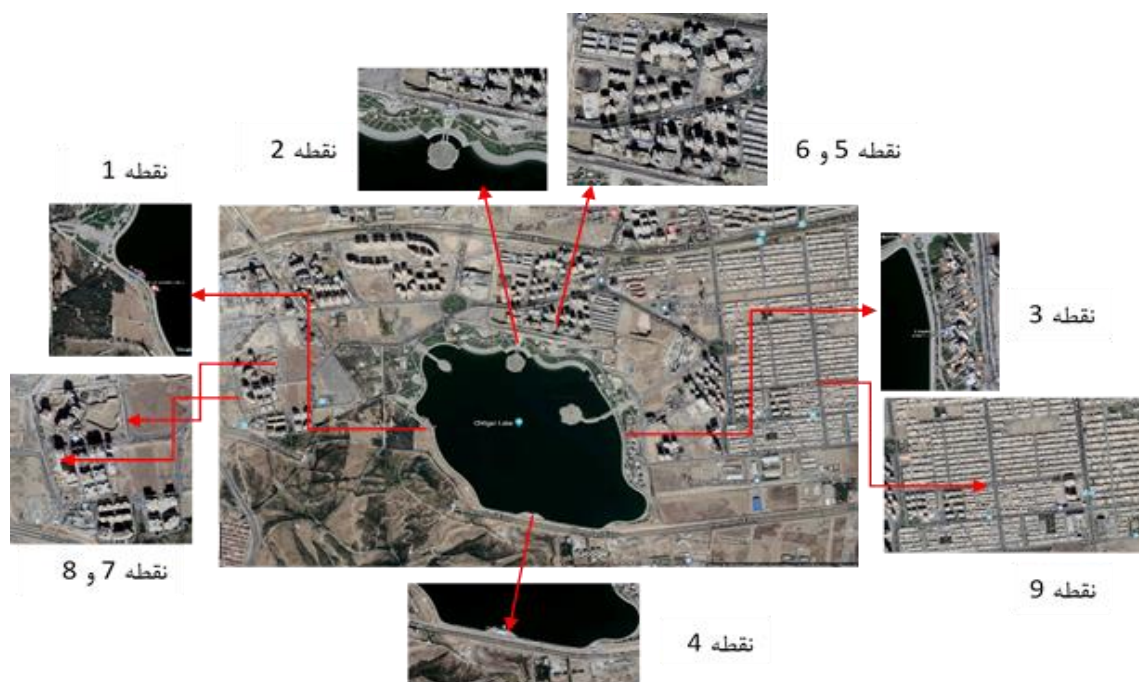 نقطه 2
نقطه 5 و 6
نقطه 1
نقطه 3
Chitgar Lake
نقطه 7 و 8
نقطه 9
نقطه 4